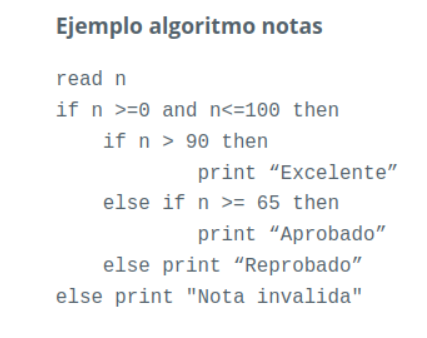 Ejemplo algoritmo notas
read n
if n >=0 and n<=100 then
if n > 90 then
print “Excelente”
else if n >= 65 then
print “Aprobado”
else print “Reprobado”
else print "Nota invalida"